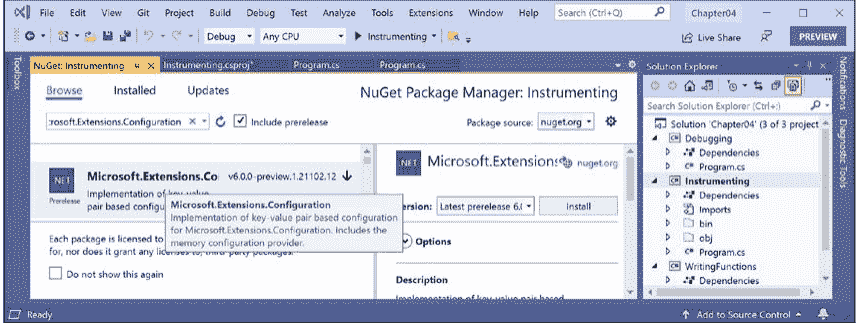 File Edit View Git Project Build Debug Test Analyze Tools Extensions Window Help Search (Ctrl+Q) Chapter04
Debug Any CPU Instrumenting Live Share PREVIEW
Toolbox
NuGet: Instrumenting Instrumenting.csproj* Program.cs Program.cs
Browse Installed Updates
NuGet Package Manager: Instrumenting
:rosoft.Extensions.Configuration Include prerelease
Package source: nuget.org
.NET
Prerelease
Microsoft.Extensions.Co v6.0.0-preview.1.21102.12
Implementation of key-value
pair based configu
Microsoft.Extensions.Configuration
Implementation of key-value pair based configuration
for Microsoft.Extensions.Configuration. Includes the
memory configuration provider.
Each package is licensed to
for, nor does it grant any licenses to, third-party packages.
Do not show this again
.NET
Microsoft.Extens nuget.org
ersion: Latest prerelease 6.0 Install
Options
Description
Implementation of key-value pair based
Solution Explorer
Search Solution Explorer (Ctrl+;)
Solution 'Chapter04' (3 of 3 project
Debugging
Dependencies
Program.cs
Instrumenting
Dependencies
Imports
bin
obj
Program.cs
WritingFunctions
Dependencies
Notifications
Diagnostic Tools
Ready
Add to Source Control